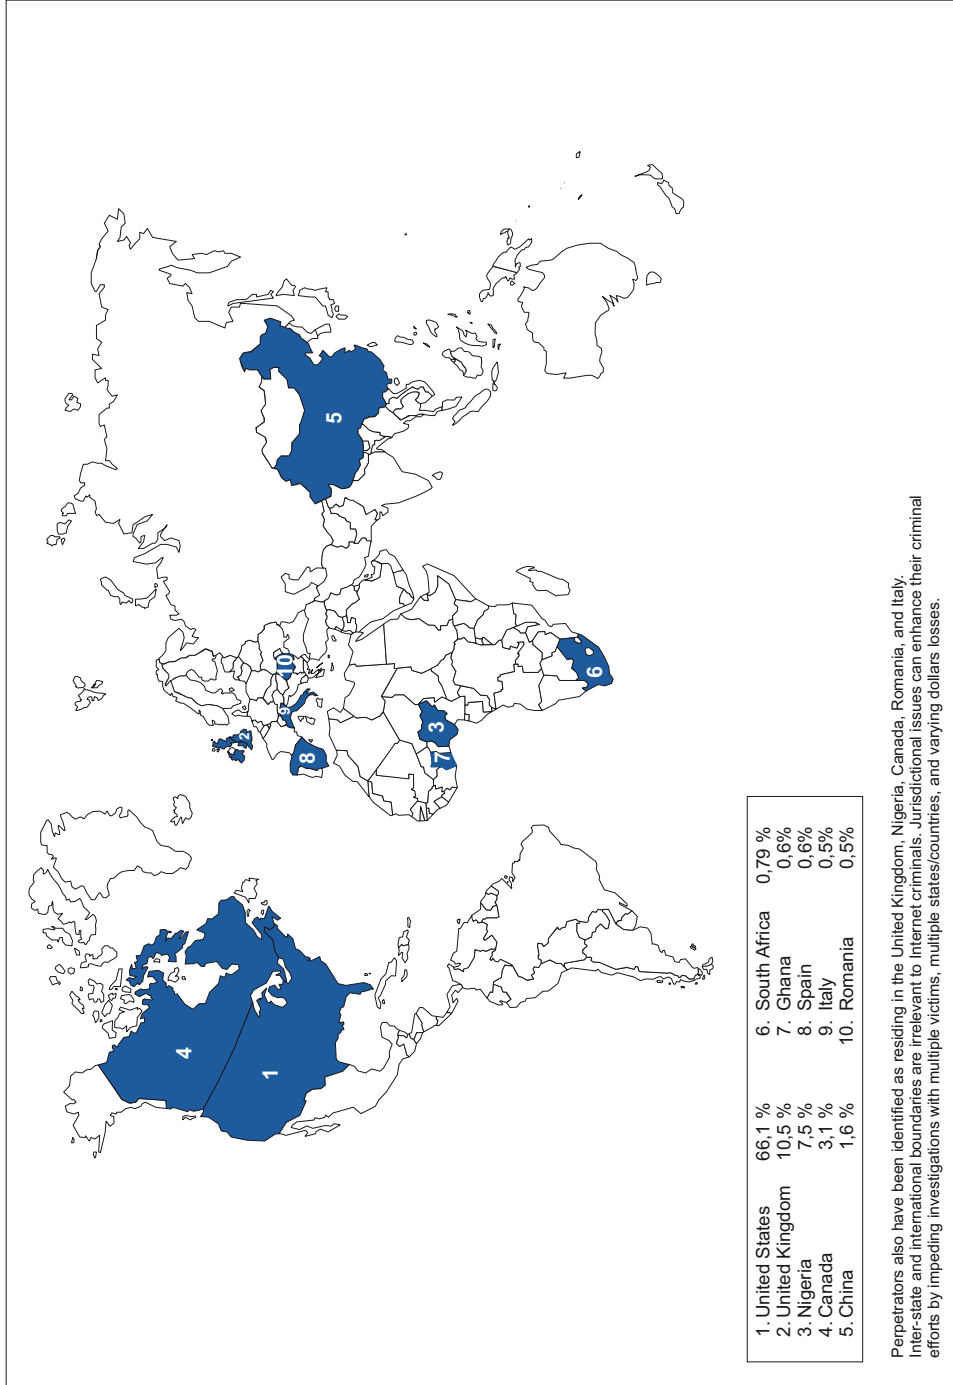 4
1
2
8
9
10
5
7
3
6
1. United States 66,1 %
2. United Kingdom 10,5 %
3. Nigeria 7,5 %
4. Canada 3,1 %
5. China 1,6 %
6. South Africa 0,79 %
7. Ghana 0,6%
8. Spain 0,6%
9. Italy 0,5%
10. Romania 0,5%
Perpetrators also have been identified as residing in the United Kingdom, Nigeria, Canada, Romania, and Italy.
Inter-state and international boundaries are irrelevant to Internet criminals. Jurisdictional issues can enhance their criminal
efforts by impeding investigations with multiple victims, multiple states/countries, and varying dollars losses.